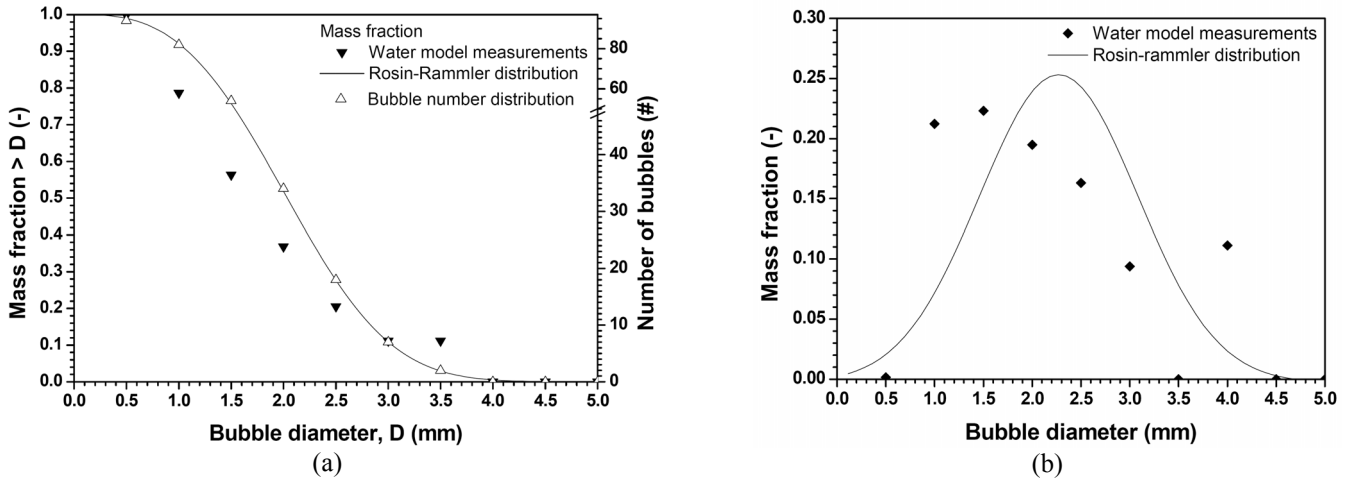 Mass fraction > D (-)
1.0
0.9
0.8
0.7
0.6
0.5
0.4
0.3
0.2
0.1
0.0
Mass fraction
Water model measurements
Rosin-Rammler distribution
Bubble number distribution
80
60
40
30
20
10
0
Number of bubbles (#)
0.0 0.5 1.0 1.5 2.0 2.5 3.0 3.5 4.0 4.5 5.0
Bubble diameter, D (mm)
(a)
Mass fraction (-)
0.30
0.25
0.20
0.15
0.10
0.05
0.00
Water model measurements
Rosin-rammler distribution
0.0 0.5 1.0 1.5 2.0 2.5 3.0 3.5 4.0 4.5 5.0
Bubble diameter (mm)
(b)